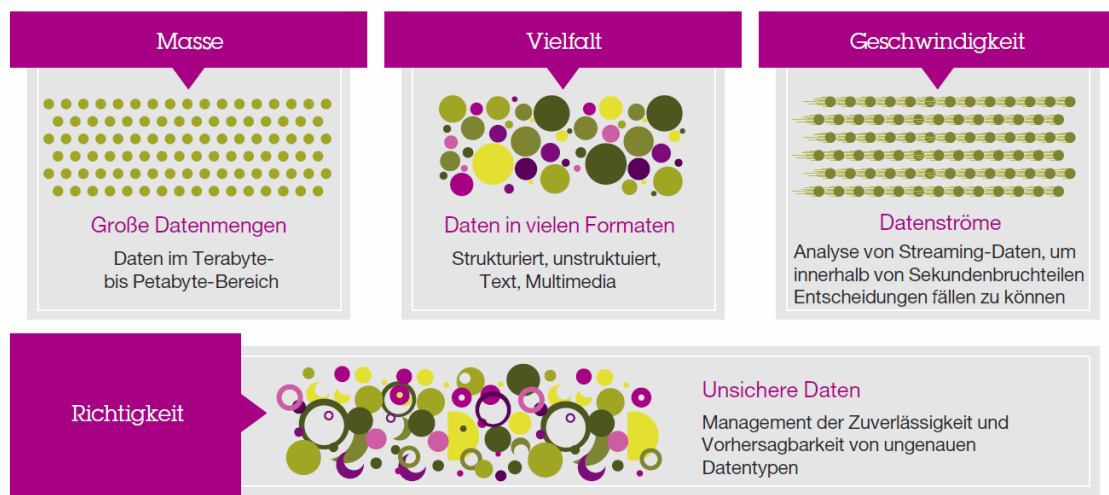 Masse
Große Datenmengen
Daten im Terabyte-
bis Petabyte-Bereich
Vielfalt
Daten in vielen Formaten
Strukturiert, unstruktuiert,
Text, Multimedia
Geschwindigkeit
Datenströme
Analyse von Streaming-Daten, um
innerhalb von Sekundenbruchteilen
Entscheidungen fällen zu können
Richtigkeit
Unsichere Daten
Management der Zuverlässigkeit und
Vorhersagbarkeit von ungenauen
Datentypen